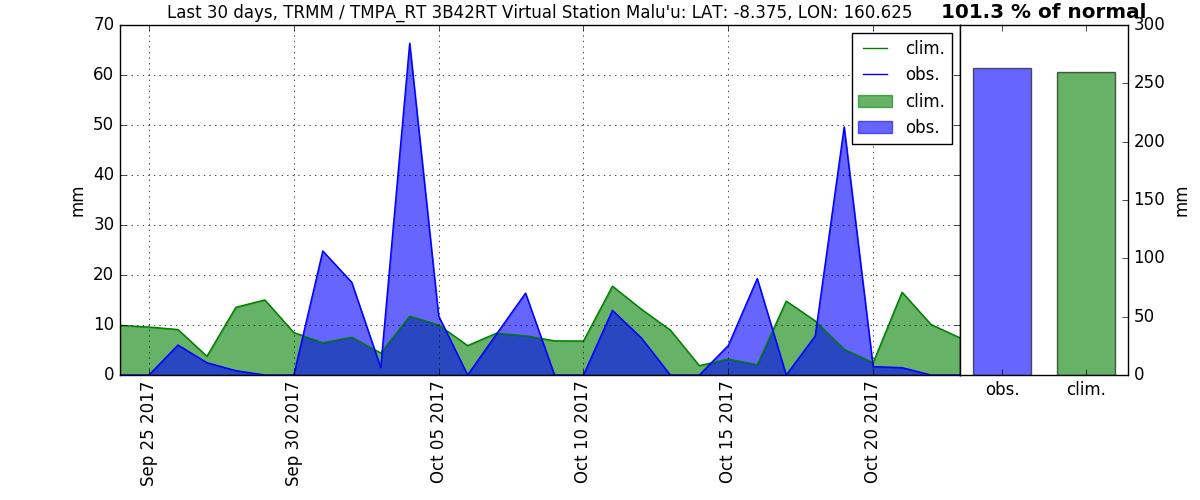 Last 30 days, TRMM / TMPA_RT 3B42RT Virtual Station Malu'u: LAT: -8.375, LON: 160.625
101.3 % of normal
70
60
50
40
30
20
10
0
mm
clim.
obs.
clim.
obs.
Sep 25 2017
Sep 30 2017
Oct 05 2017
Oct 10 2017
Oct 15 2017
Oct 20 2017
300
250
200
150
100
50
0
mm
obs.
clim.